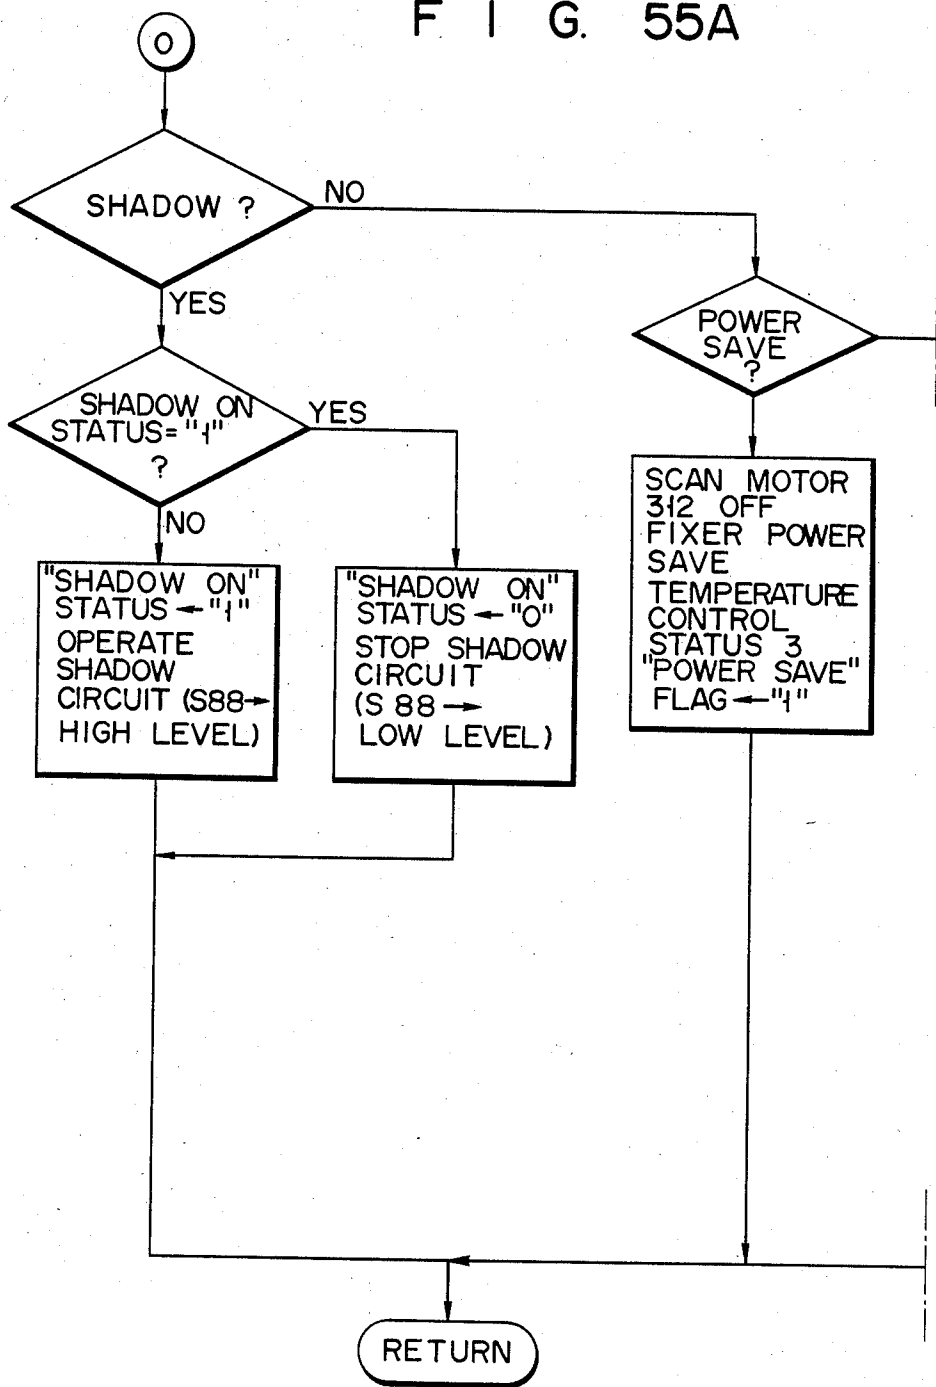 F I G. 55A
O
SHADOW ?
NO
YES
POWER
SAVE
?
SHADOW ON
STATUS="1"
?
YES
NO
"SHADOW ON"
STATUS ← "1"
OPERATE
SHADOW
CIRCUIT (S88→
HIGH LEVEL)
"SHADOW ON"
STATUS ← "0"
STOP SHADOW
CIRCUIT
(S 88 →
LOW LEVEL)
SCAN MOTOR
312 OFF
FIXER POWER
SAVE
TEMPERATURE
CONTROL
STATUS 3
"POWER SAVE"
FLAG ← "1"
RETURN